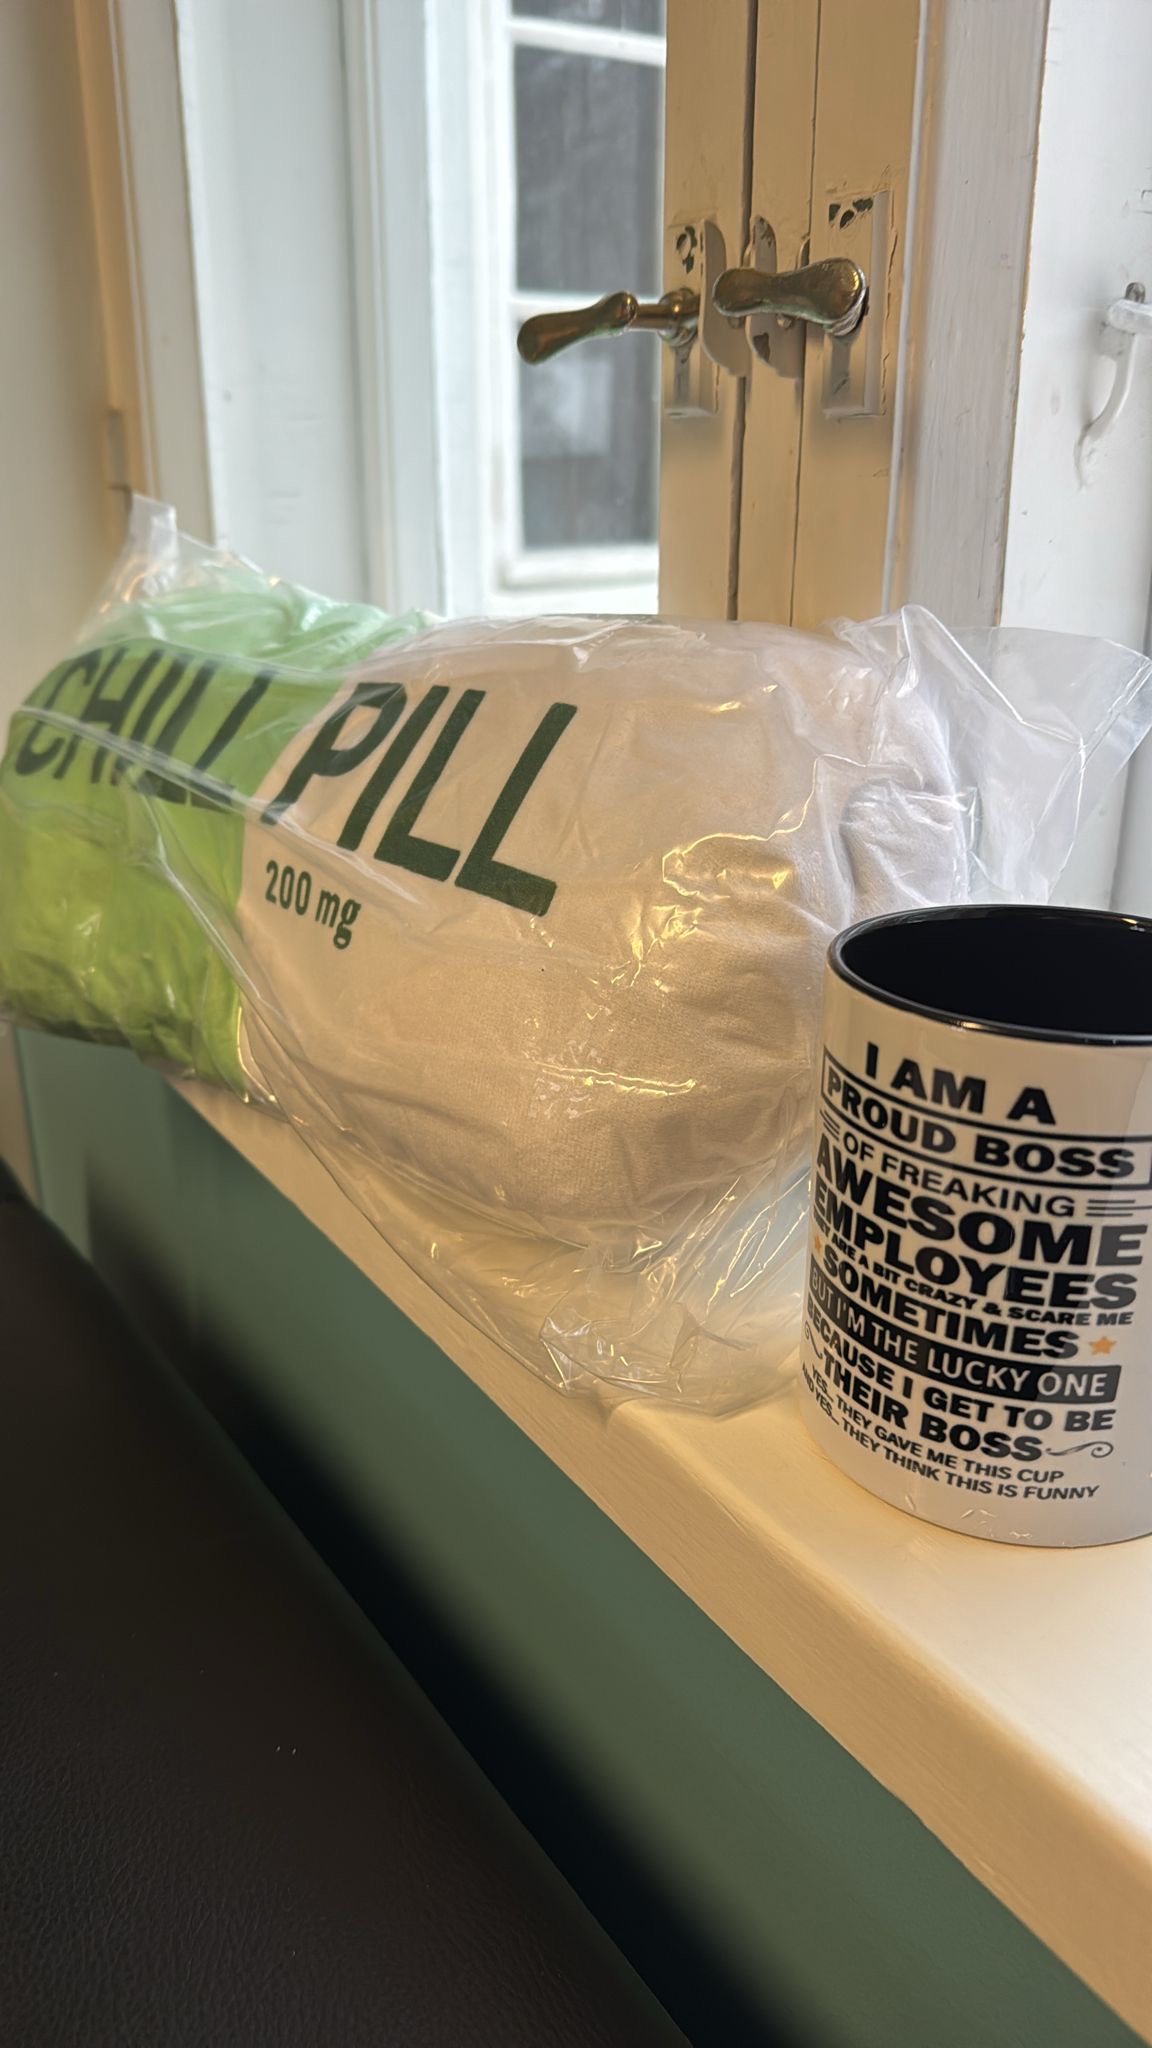 CHILL PILL
200 mg
I AM A
PROUD BOSS
OF FREAKING
AWESOME
EMPLOYEES
ARE A BIT CRAZY & SCARE ME
SOMETIMES
BUT I'M THE LUCKY ONE
BECAUSE I GET TO BE
THEIR BOSS
YES... THEY GAVE ME THIS CUP
AND YES... THEY THINK THIS IS FUNNY